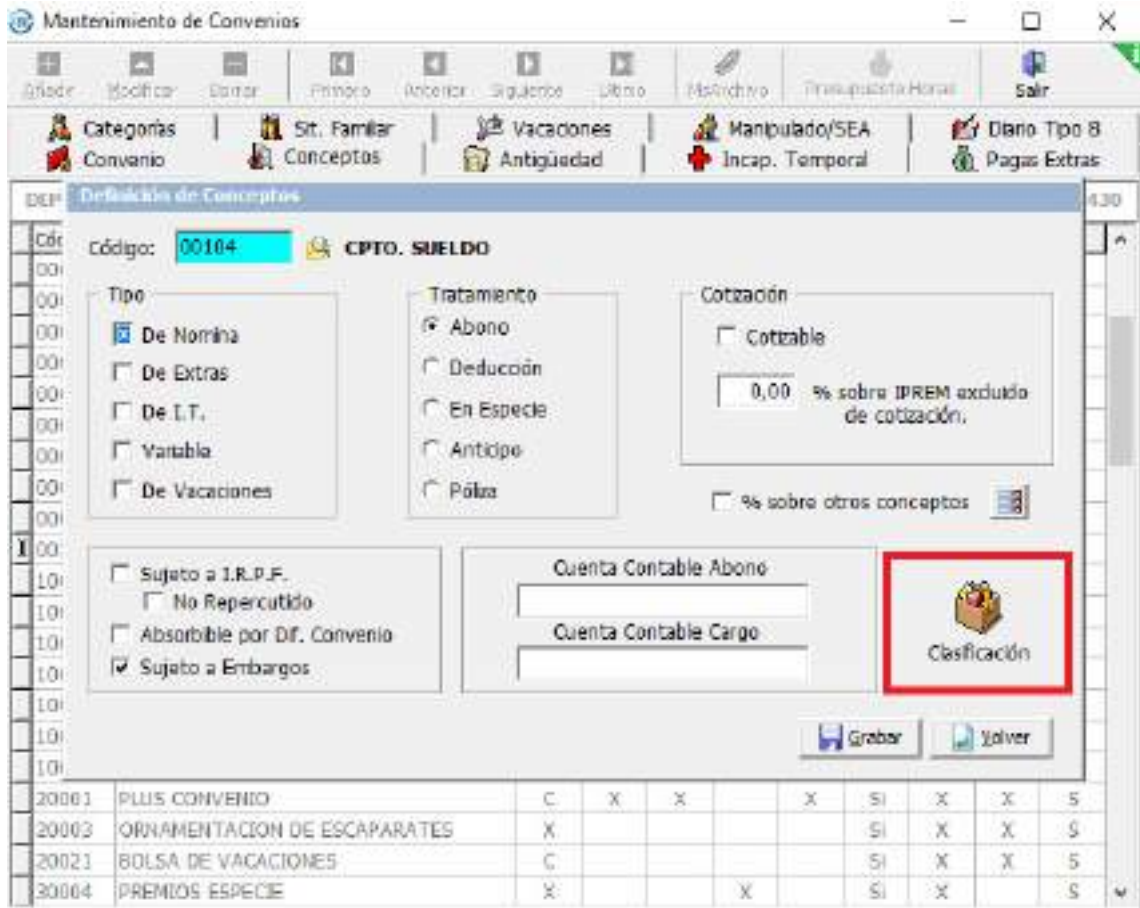 Mantenimiento de Convenios
Añadir Modificar Borrar Primero Anterior Siguiente Último MsArchivo Presupuesto Horas Salir
Categorías Sit. Familiar Vacaciones Manipulado/SEA Diario Tipo 8
Convenio Conceptos Antigüedad Incap. Temporal Pagas Extras
DEP Definición de Conceptos 430
Cód
Código: 00104 CPTO. SUELDO
Tipo Tratamiento Cotización
De Nomina Abono Cotizable
De Extras Deducción 0,00 % sobre IPREM excluido
De I.T. En Especie de cotización.
Variable Anticipo
De Vacaciones Póliza % sobre otros conceptos
Sujeto a I.R.P.F. Cuenta Contable Abono
No Repercutido
Absorbible por Dif. Convenio Cuenta Contable Cargo
Sujeto a Embargos Clasificación
Grabar Volver
20001 PLUS CONVENIO C X X X Si X X S
20003 ORNAMENTACION DE ESCAPARATES X Si X X S
20021 BOLSA DE VACACIONES C Si X X S
30004 PREMIOS ESPECIE X X Si X S